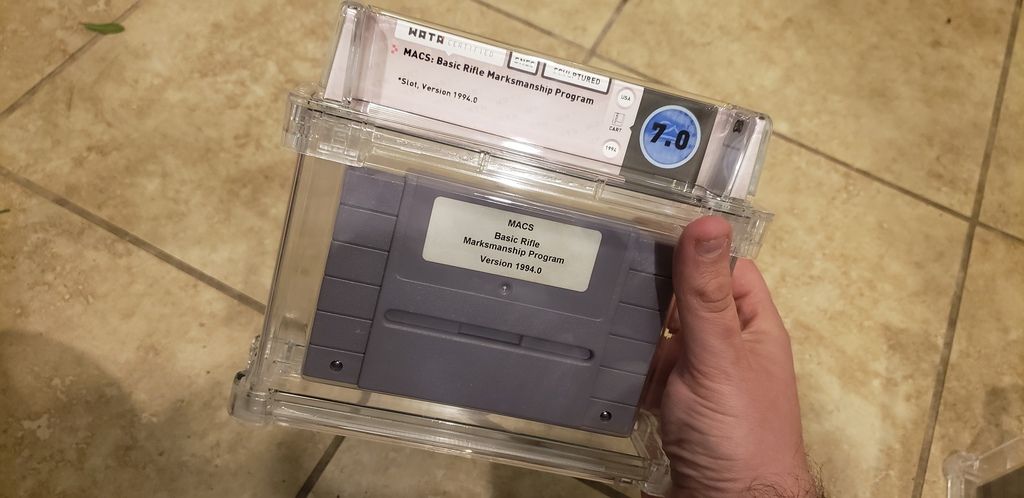 WATA CERTIFIED
SNES SCULPTURED
MACS: Basic Rifle Marksmanship Program
*Slot, Version 1994.0
USA
CART
1994
7.0
MACS
Basic Rifle
Marksmanship Program
Version 1994.0